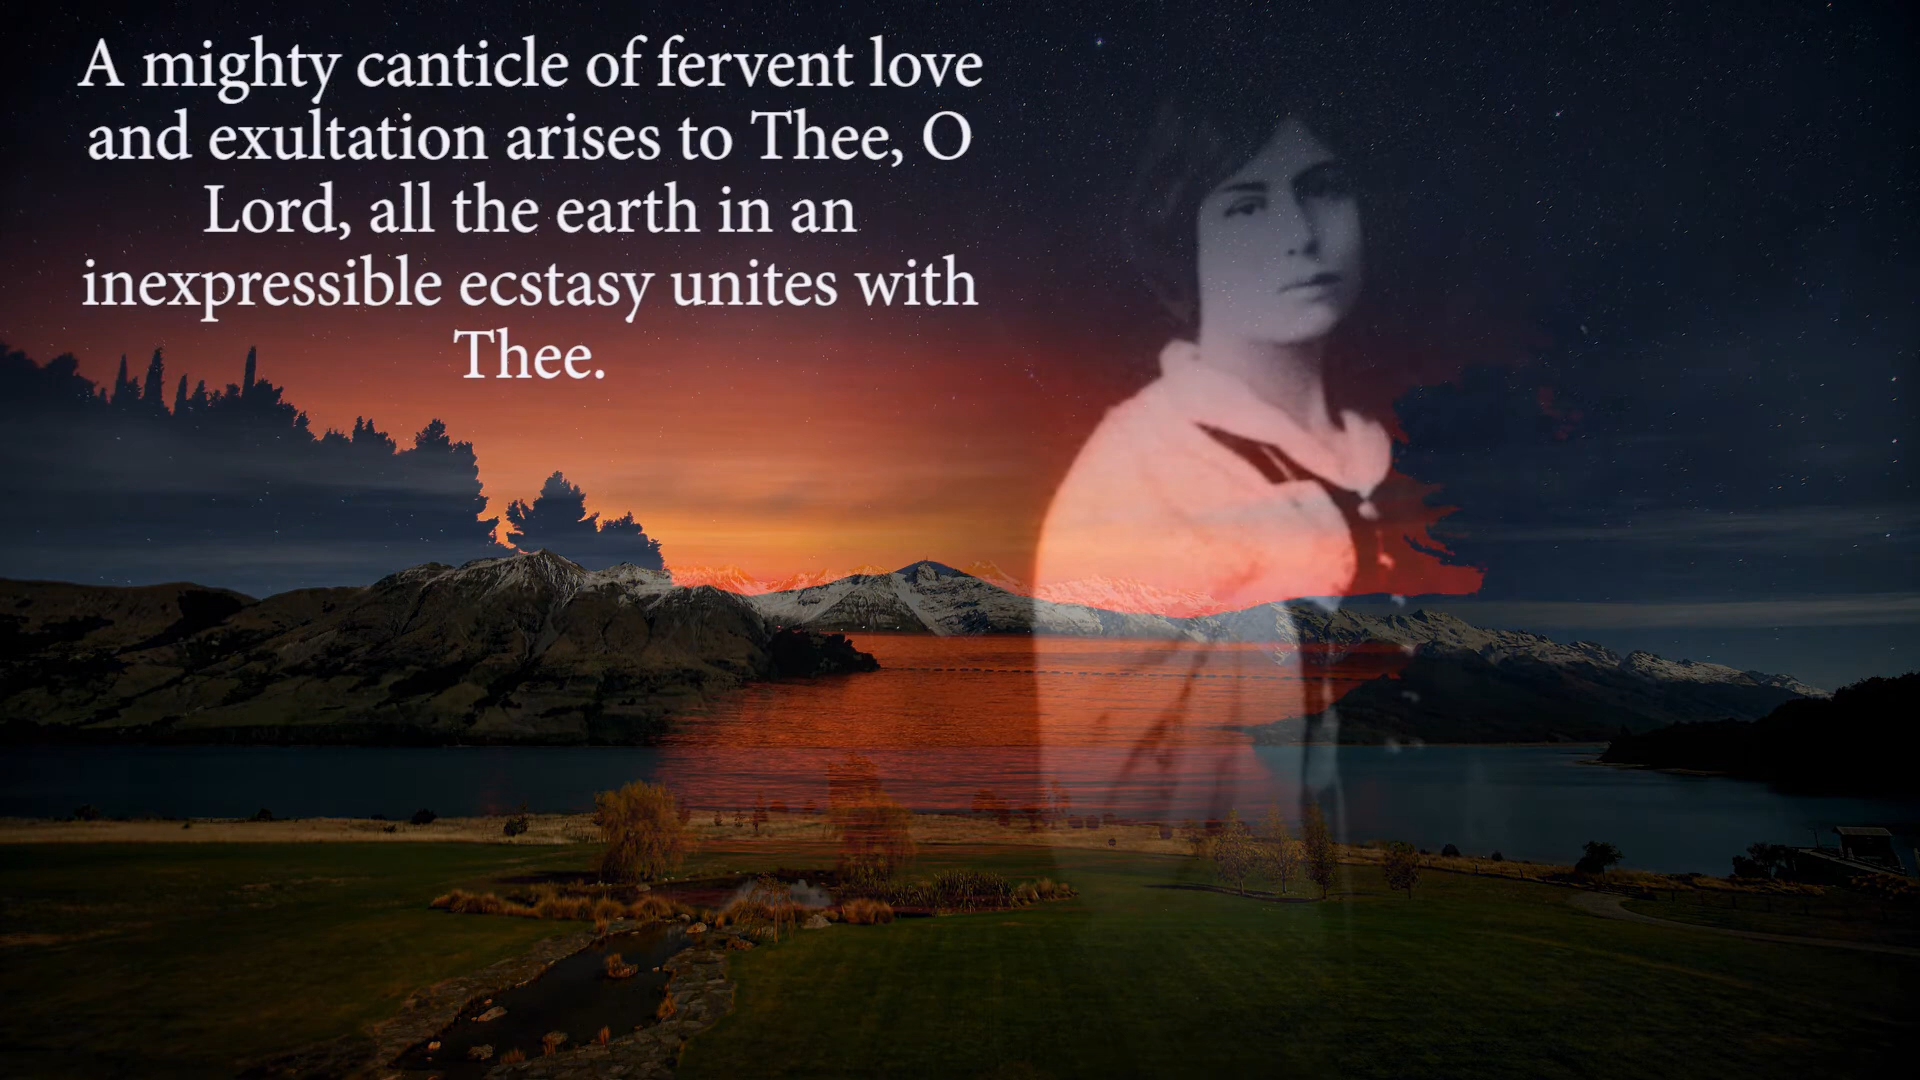 A mighty canticle of fervent love
and exultation arises to Thee, O
Lord, all the earth in an
inexpressible ecstasy unites with
Thee.